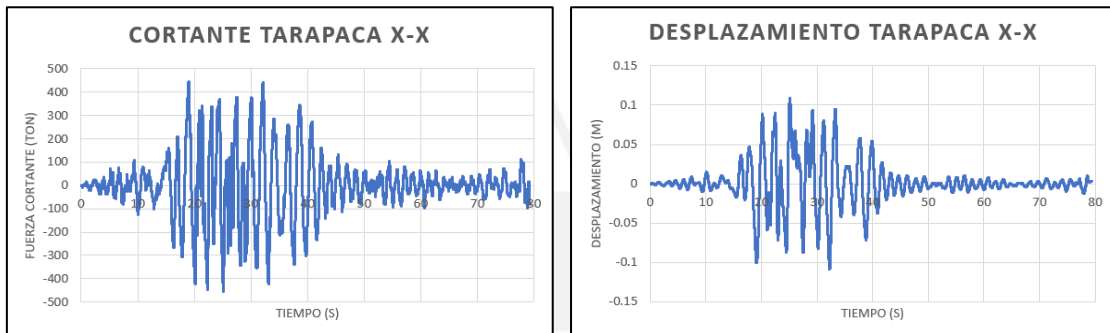 CORTANTE TARAPACA X-X
500
400
300
200
100
0
-100
-200
-300
-400
-500
0 10 20 30 40 50 60 70 80
FUERZA CORTANTE (TON)
TIEMPO (S)
DESPLAZAMIENTO TARAPACA X-X
0.15
0.1
0.05
0
-0.05
-0.1
-0.15
0 10 20 30 40 50 60 70 80
DESPLAZAMIENTO (M)
TIEMPO (S)